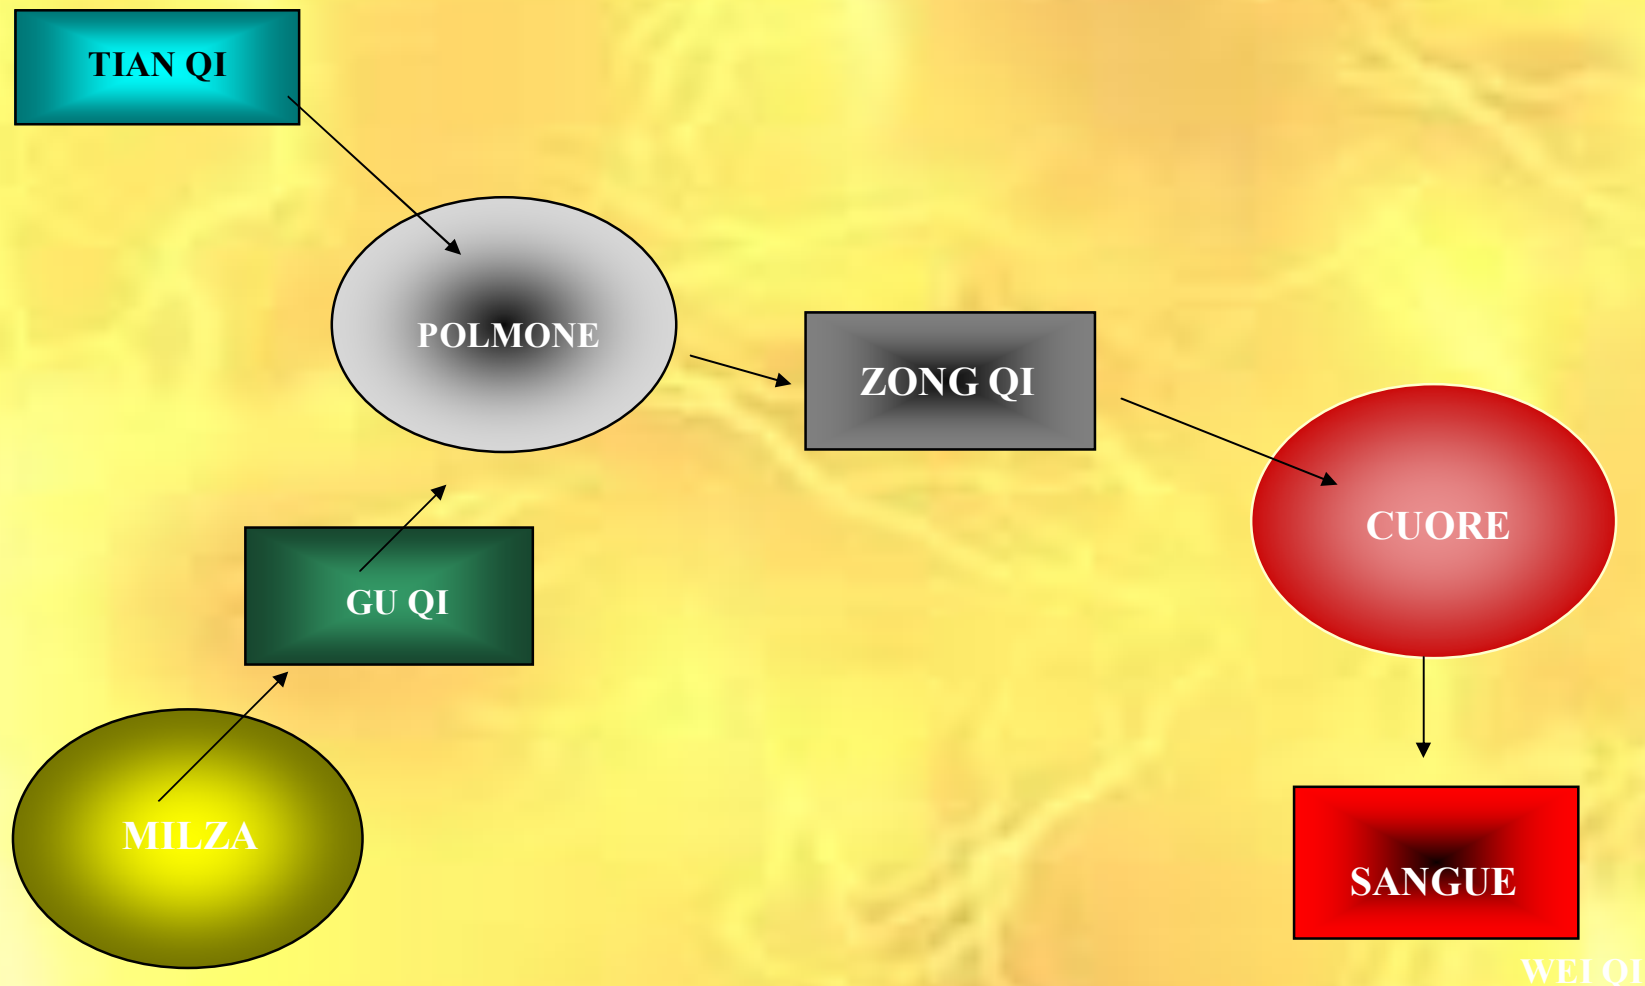 TIAN QI
POLMONE
ZONG QI
CUORE
GU QI
MILZA
SANGUE
WEI QI